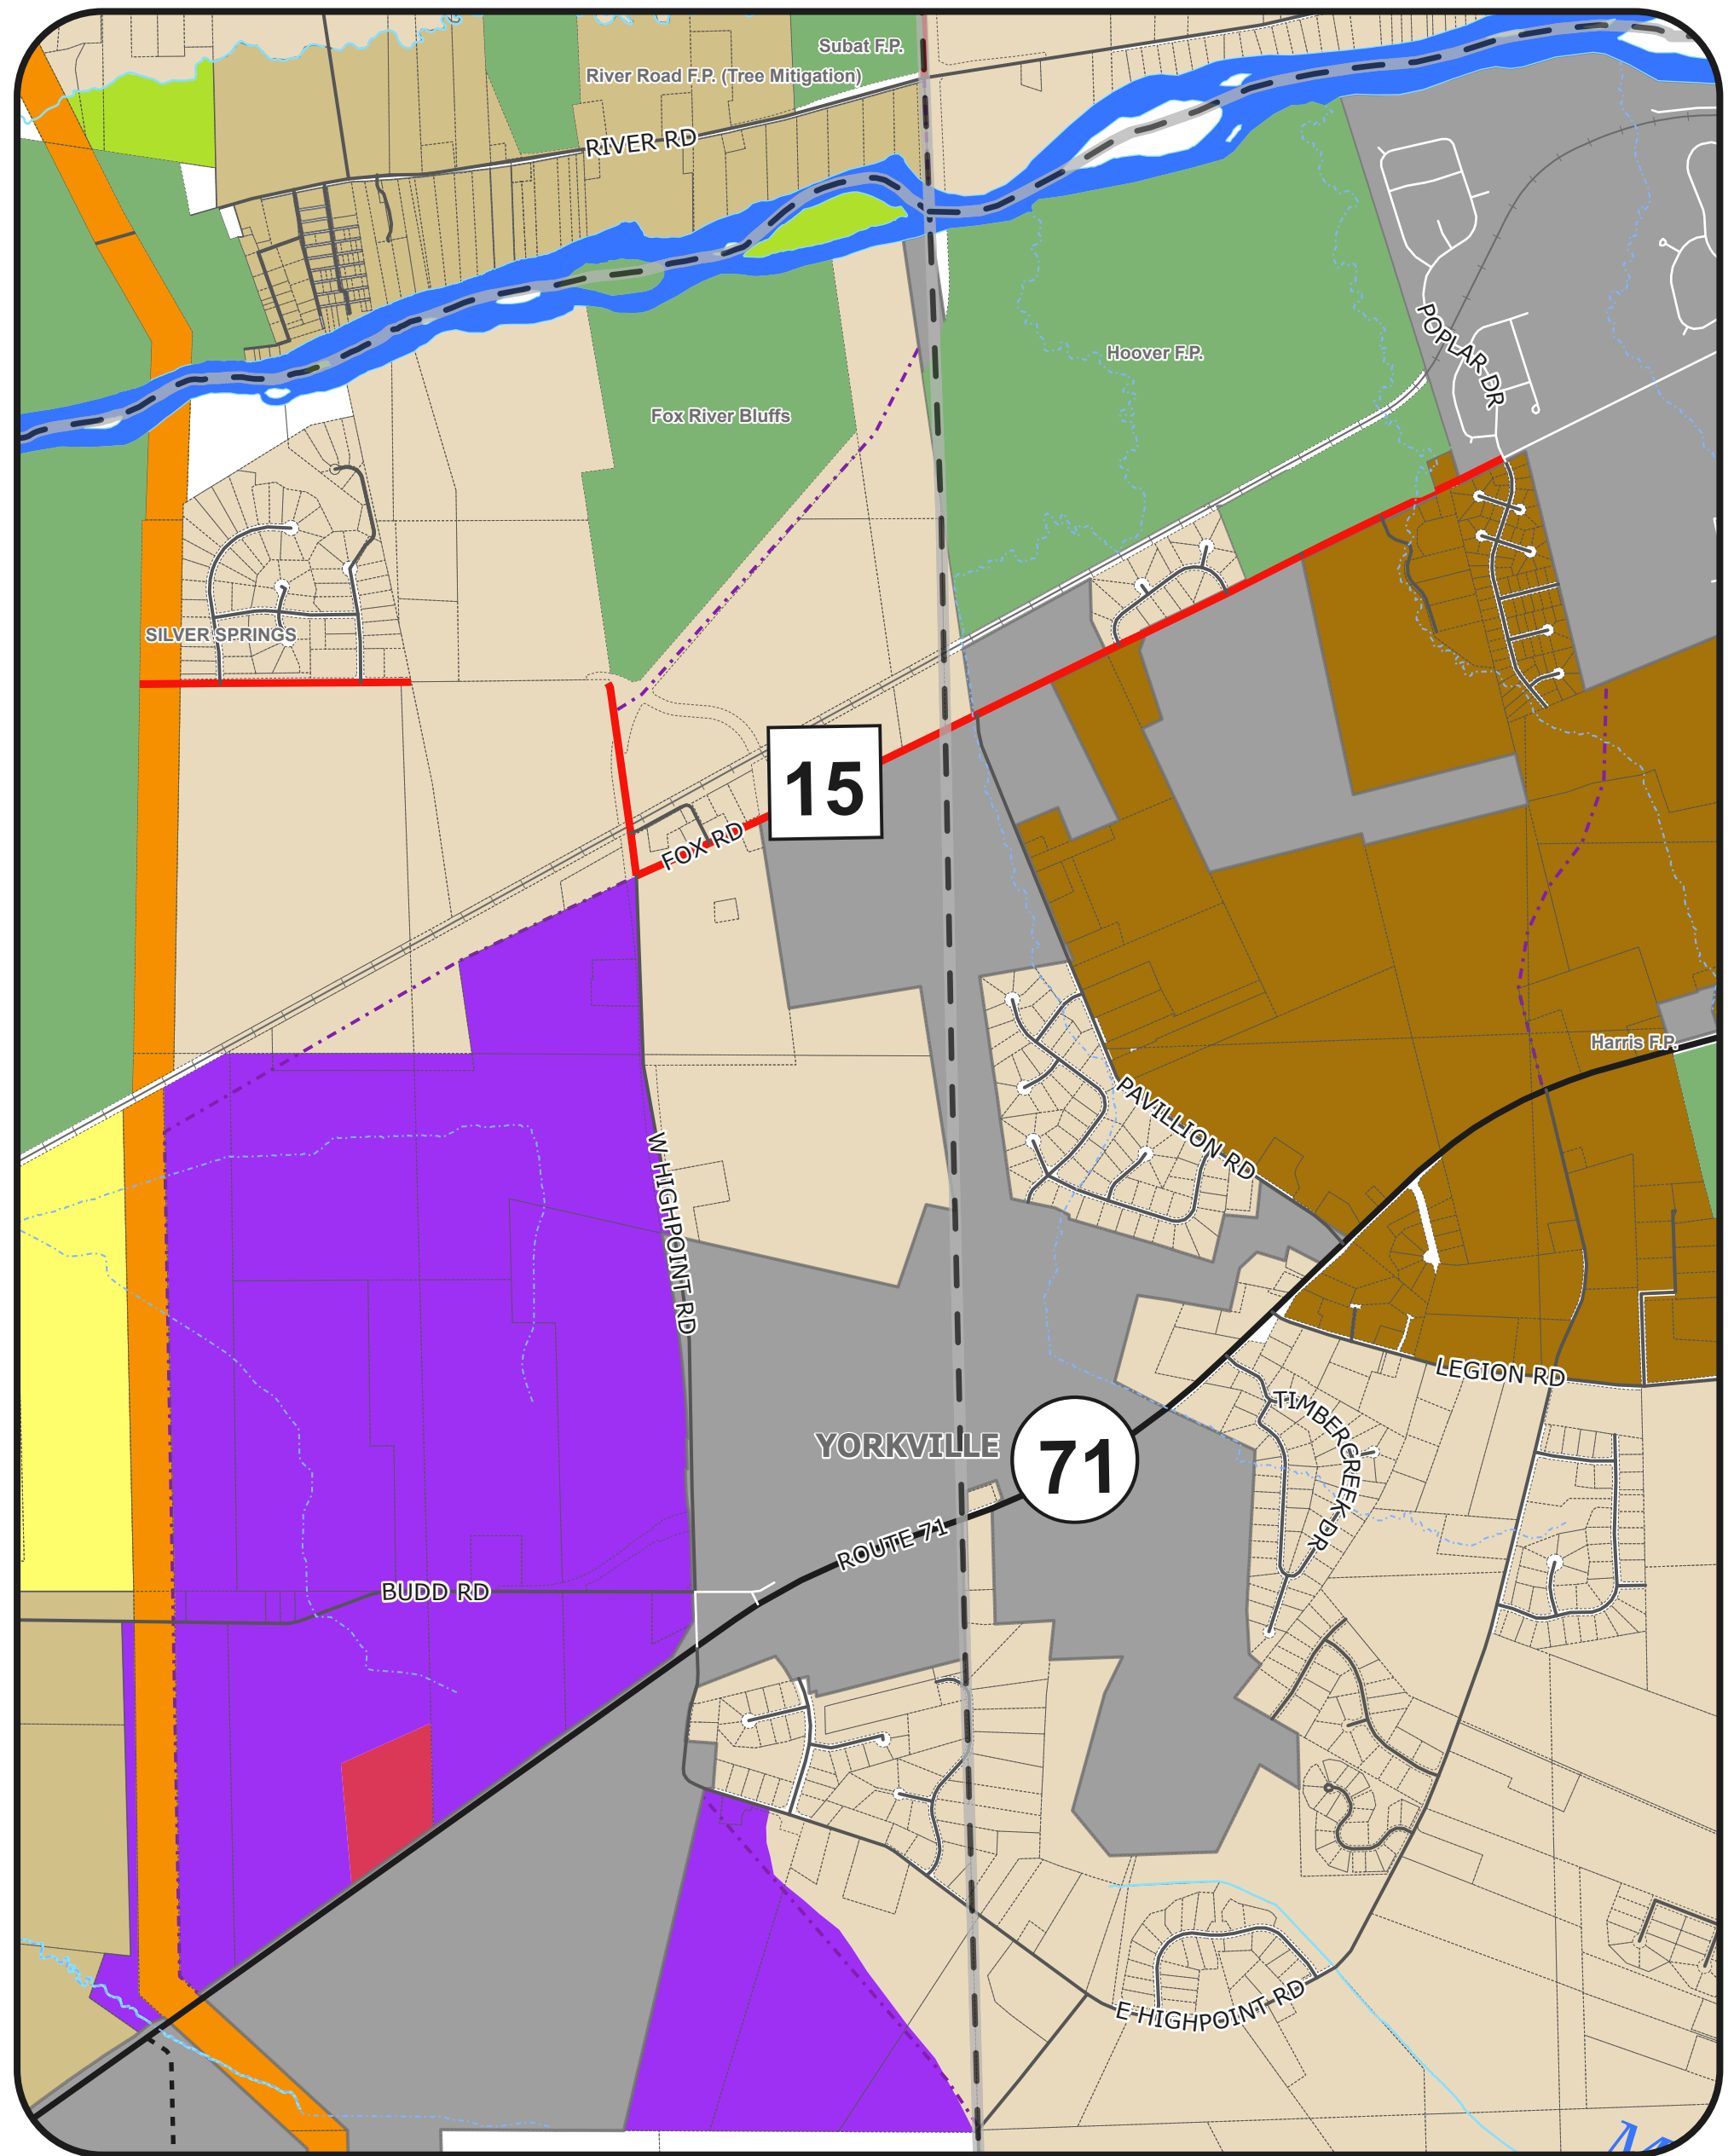 Subat F.P.
River Road F.P. (Tree Mitigation)
RIVER RD
Hoover F.P.
POPLAR DR
Fox River Bluffs
SILVER SPRINGS
15
FOX RD
Harris F.P.
PAVILLION RD
W HIGHPOINT RD
LEGION RD
TIMBERCREEK DR
YORKVILLE
71
ROUTE 71
BUDD RD
E HIGHPOINT RD